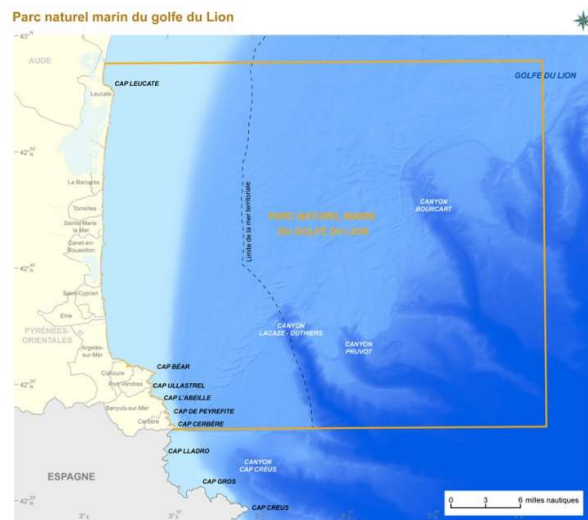 Parc naturel marin du golfe du Lion
AUDE
CAP LEUCATE
Leucate
GOLFE DU LION
La Barcarès
Torreilles
Sainte-Marie
la Mer
Canet-en-
Roussillon
CANYON
BOURCART
PARC NATUREL MARIN
DU GOLFE DU LION
Limite de la mer territoriale
Saint-Cyprien
Elne
PYRÉNÉES-
ORIENTALES
Argelès-
sur-Mer
CANYON
LACAZE - DUTHIERS
CANYON
PRUVOT
CAP BÉAR
Collioure
Port-Vendres
CAP ULLASTREL
CAP L'ABEILLE
Banyuls-sur-Mer
CAP DE PEYREFITE
Cerbère
CAP CERBÈRE
CAP LLADRO
CANYON
CAP CREUS
ESPAGNE
CAP GROS
CAP CREUS
0 3 6 milles nautiques